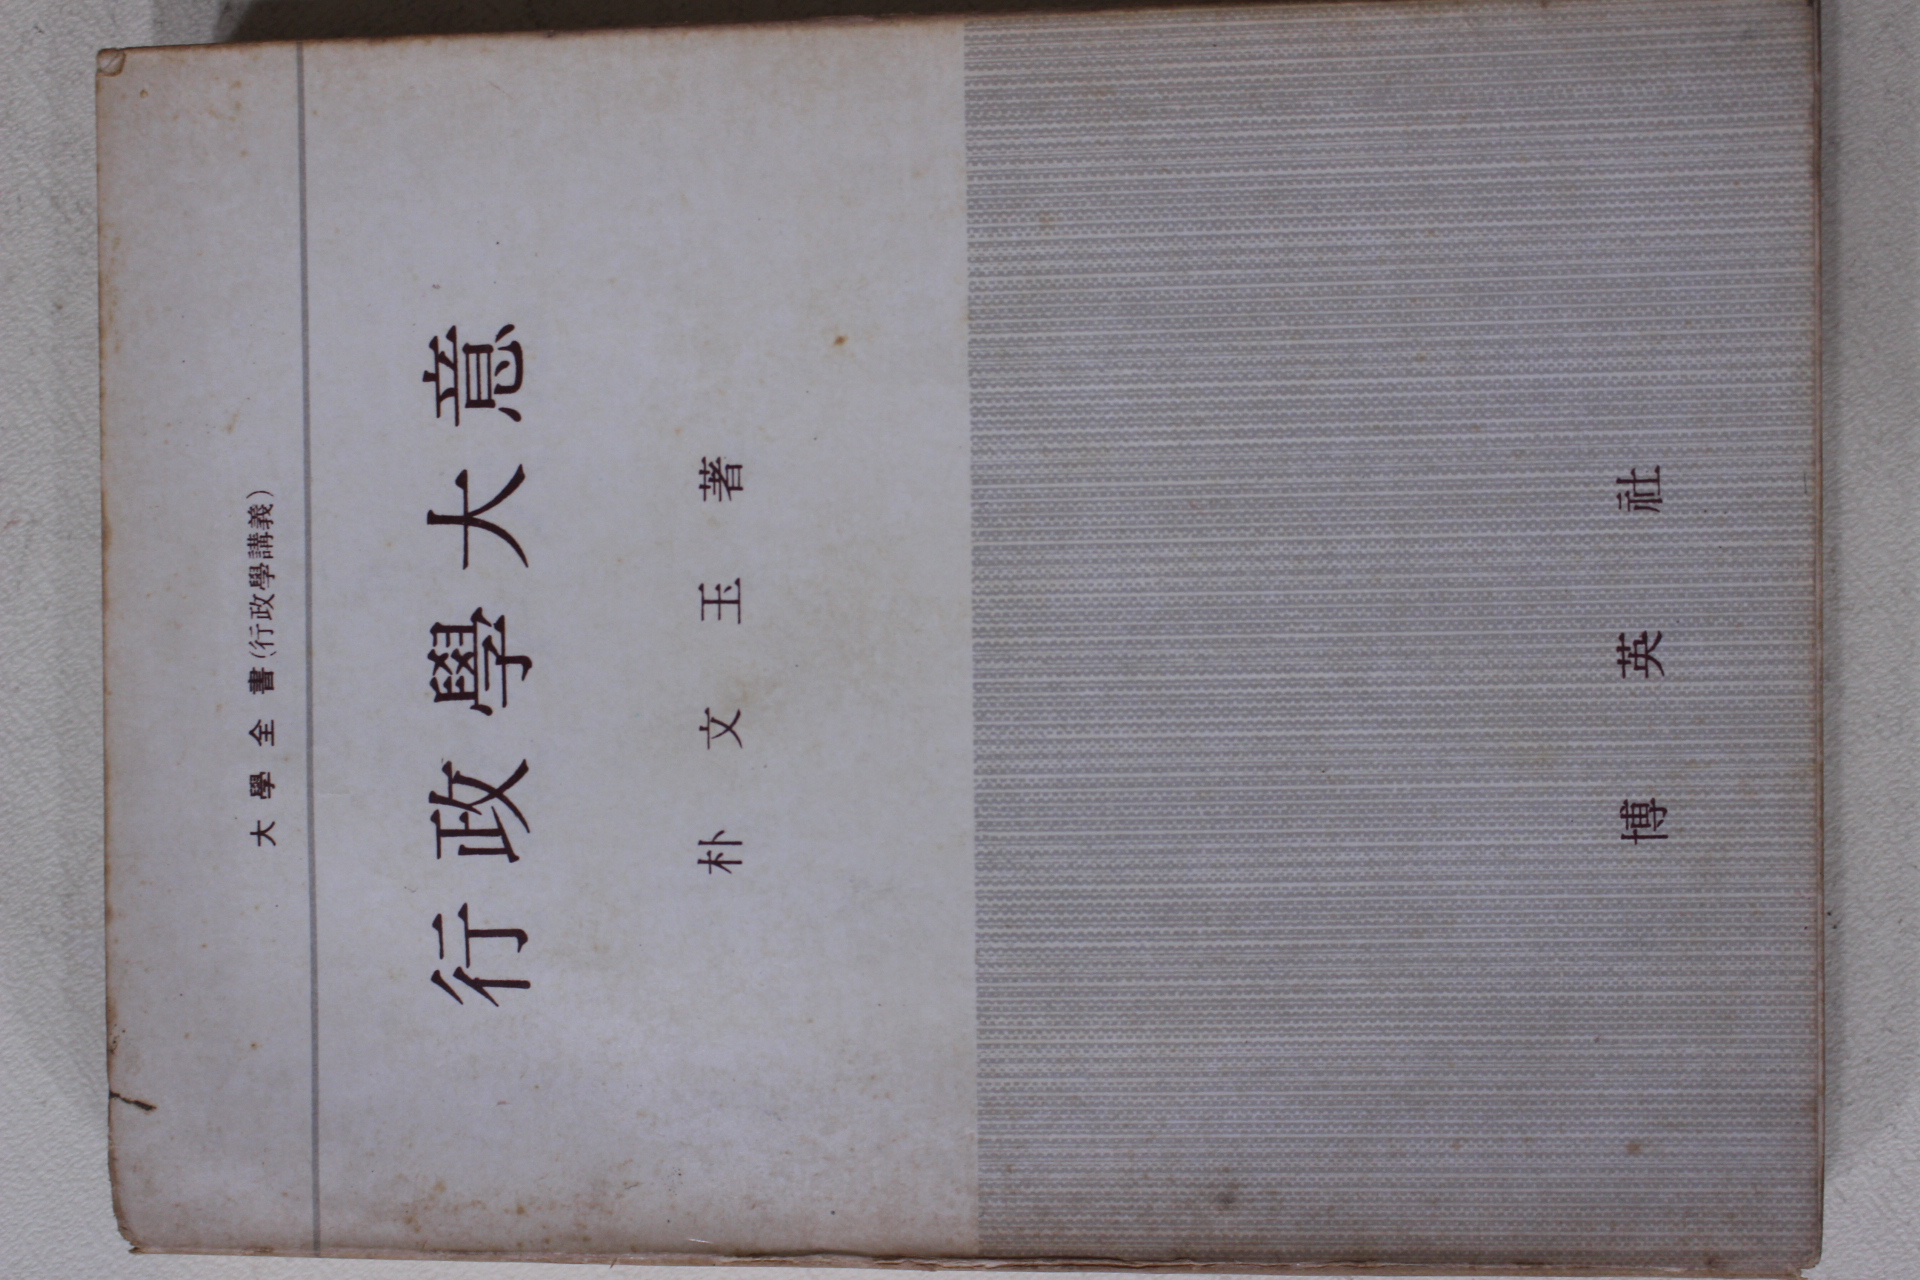 大學全書(行政學講義)
行政學大意
朴文玉著
博英社